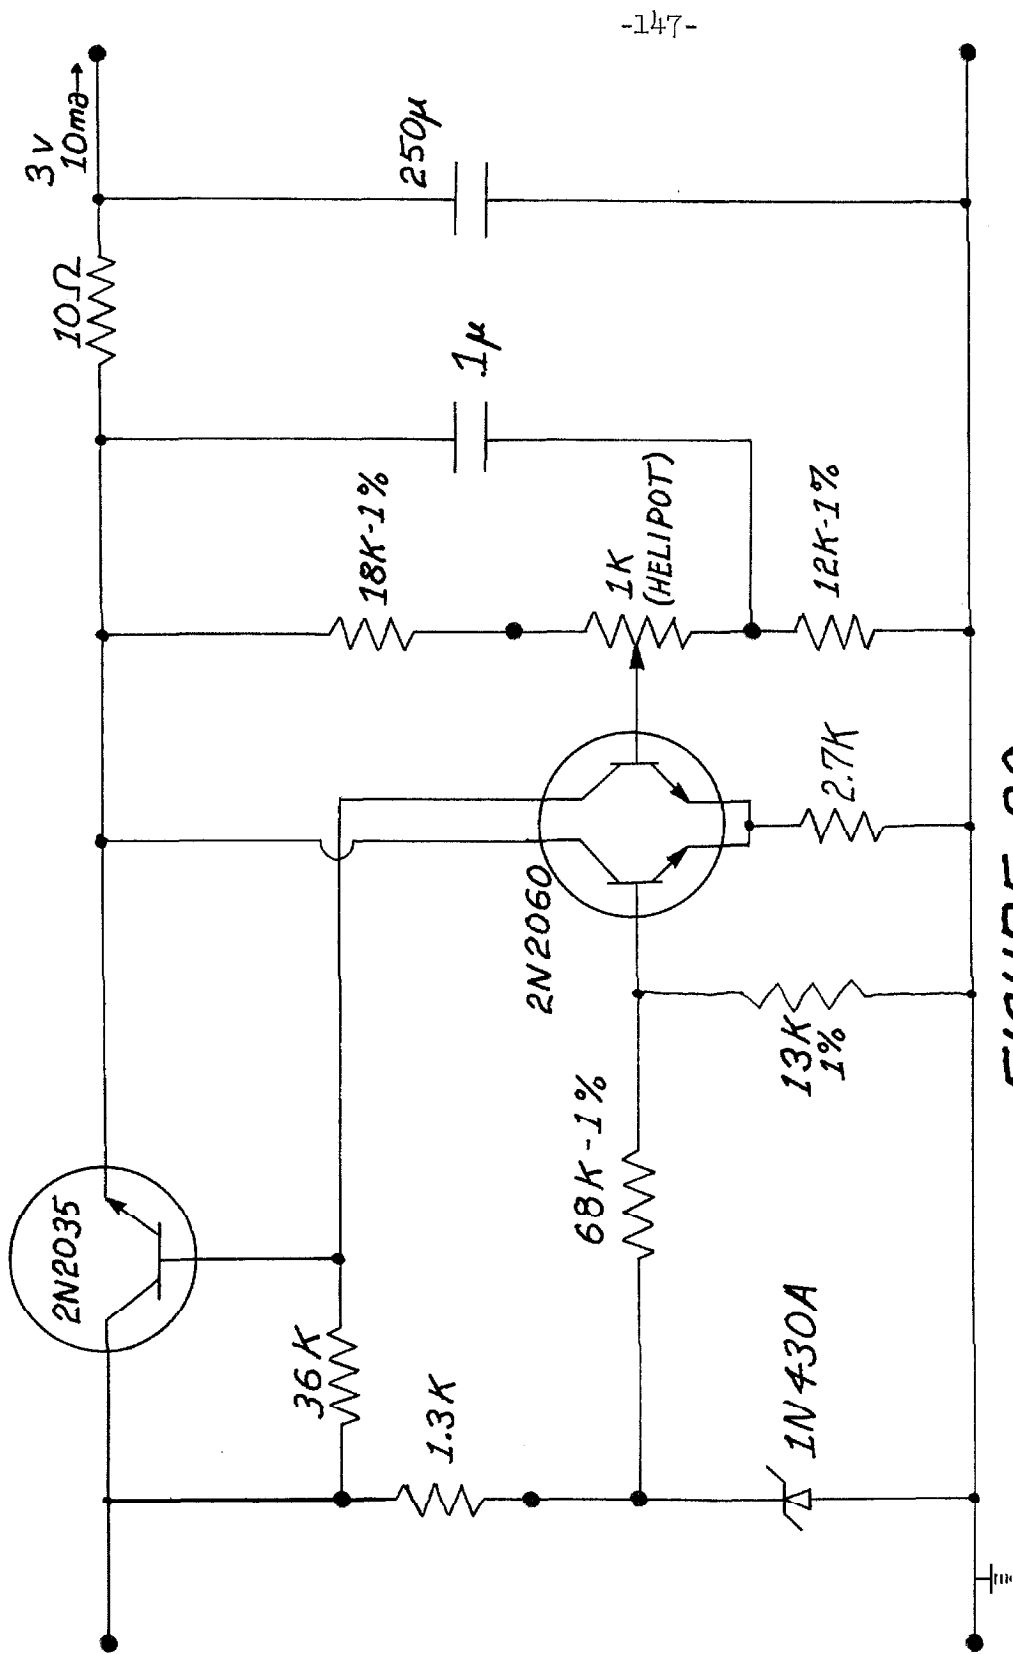 -147-
3V
10ma→
10Ω
250μ
.1μ
18K-1%
1K
(HELIPOT)
12K-1%
2N2060
2.7K
2N2035
36K
1.3K
68K-1%
13K
1%
1N430A